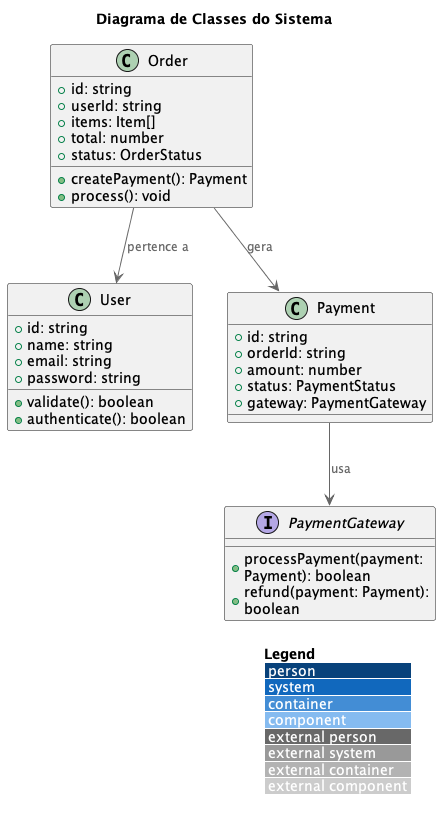 Diagrama de Classes do Sistema
C Order
id: string
userId: string
items: Item[]
total: number
status: OrderStatus
createPayment(): Payment
process(): void
pertence a
gera
C User
id: string
name: string
email: string
password: string
validate(): boolean
authenticate(): boolean
C Payment
id: string
orderId: string
amount: number
status: PaymentStatus
gateway: PaymentGateway
usa
I PaymentGateway
processPayment(payment:
Payment): boolean
refund(payment: Payment):
boolean
Legend
person
system
container
component
external person
external system
external container
external component